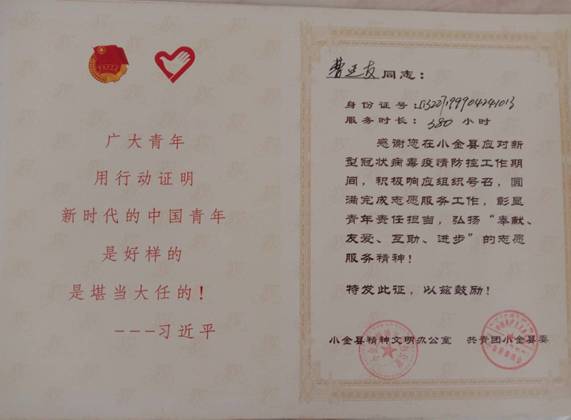 广大青年
用行动证明
新时代的中国青年
是好样的
是堪当大任的！
---习近平
同志：
身份证号：
服务时长：380 小时
感谢您在小金县应对新
型冠状病毒疫情防控工作期
间，积极响应组织号召，圆
满完成志愿服务工作，彰显
青年责任担当，弘扬“奉献、
友爱、互助、进步”的志愿
服务精神！
特发此证，以兹鼓励！
小金县精神文明办公室 共青团小金县委